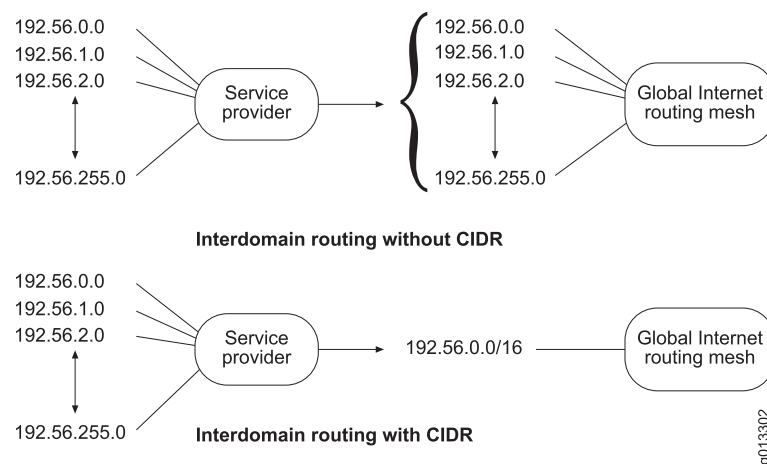 192.56.0.0
192.56.1.0
192.56.2.0
192.56.255.0
Service
provider
192.56.0.0
192.56.1.0
192.56.2.0
192.56.255.0
Global Internet
routing mesh
Interdomain routing without CIDR
192.56.0.0
192.56.1.0
192.56.2.0
192.56.255.0
Service
provider
192.56.0.0/16
Global Internet
routing mesh
Interdomain routing with CIDR
g013302